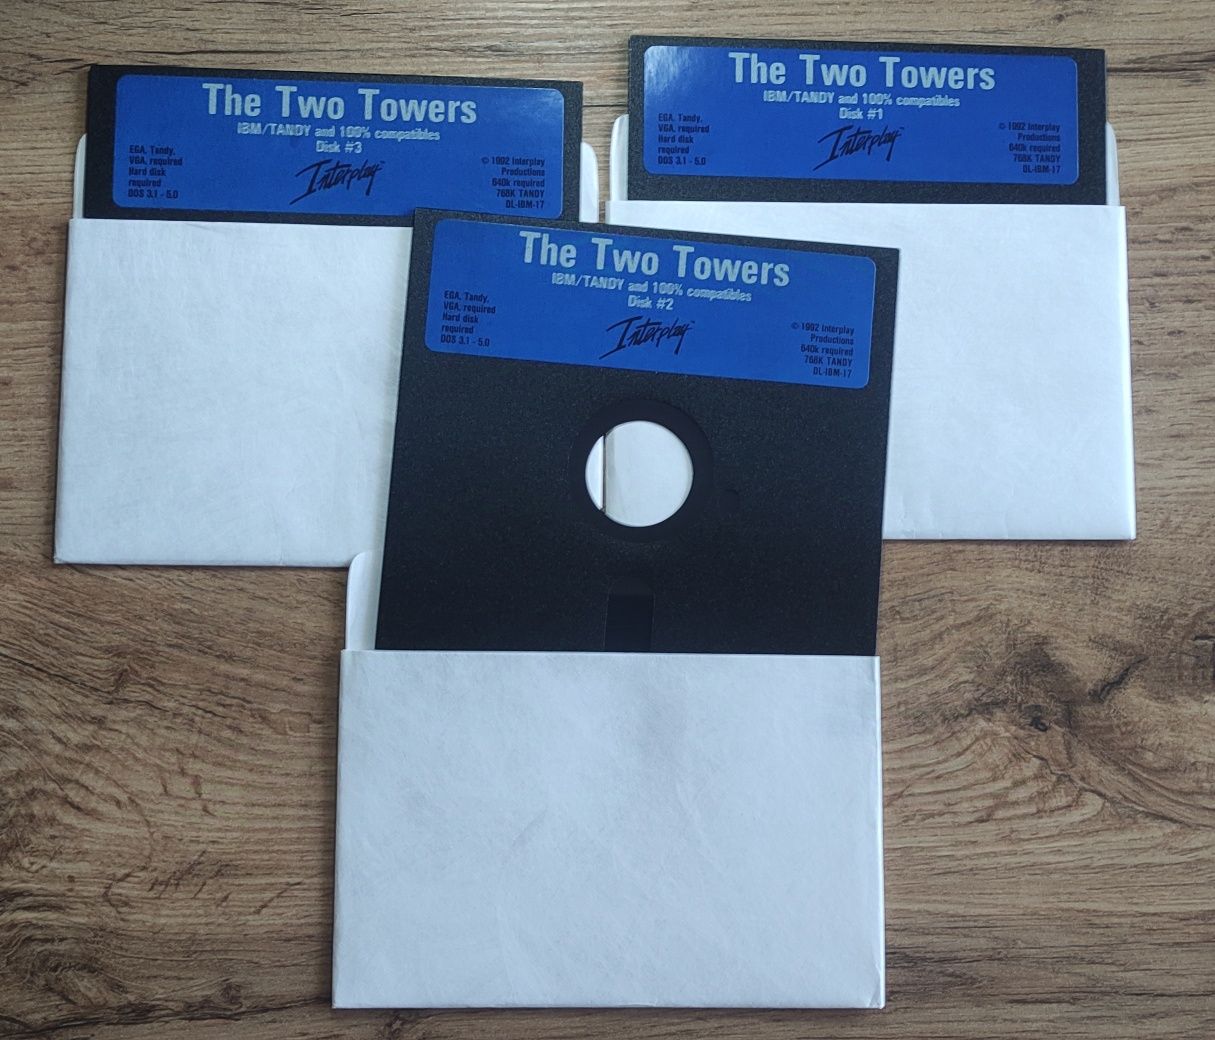 The Two Towers
IBM/TANDY and 100% compatibles
Disk #3
EGA, Tandy,
VGA, required
Hard disk
required
DOS 3.1 - 5.0
Interplay™
© 1992 Interplay
Productions
640k required
768K TANDY
DL-IBM-17
The Two Towers
IBM/TANDY and 100% compatibles
Disk #1
EGA, Tandy,
VGA, required
Hard disk
required
DOS 3.1 - 5.0
Interplay™
© 1992 Interplay
Productions
640k required
768K TANDY
DL-IBM-17
The Two Towers
IBM/TANDY and 100% compatibles
Disk #2
EGA, Tandy,
VGA, required
Hard disk
required
DOS 3.1 - 5.0
Interplay™
© 1992 Interplay
Productions
640k required
768K TANDY
DL-IBM-17